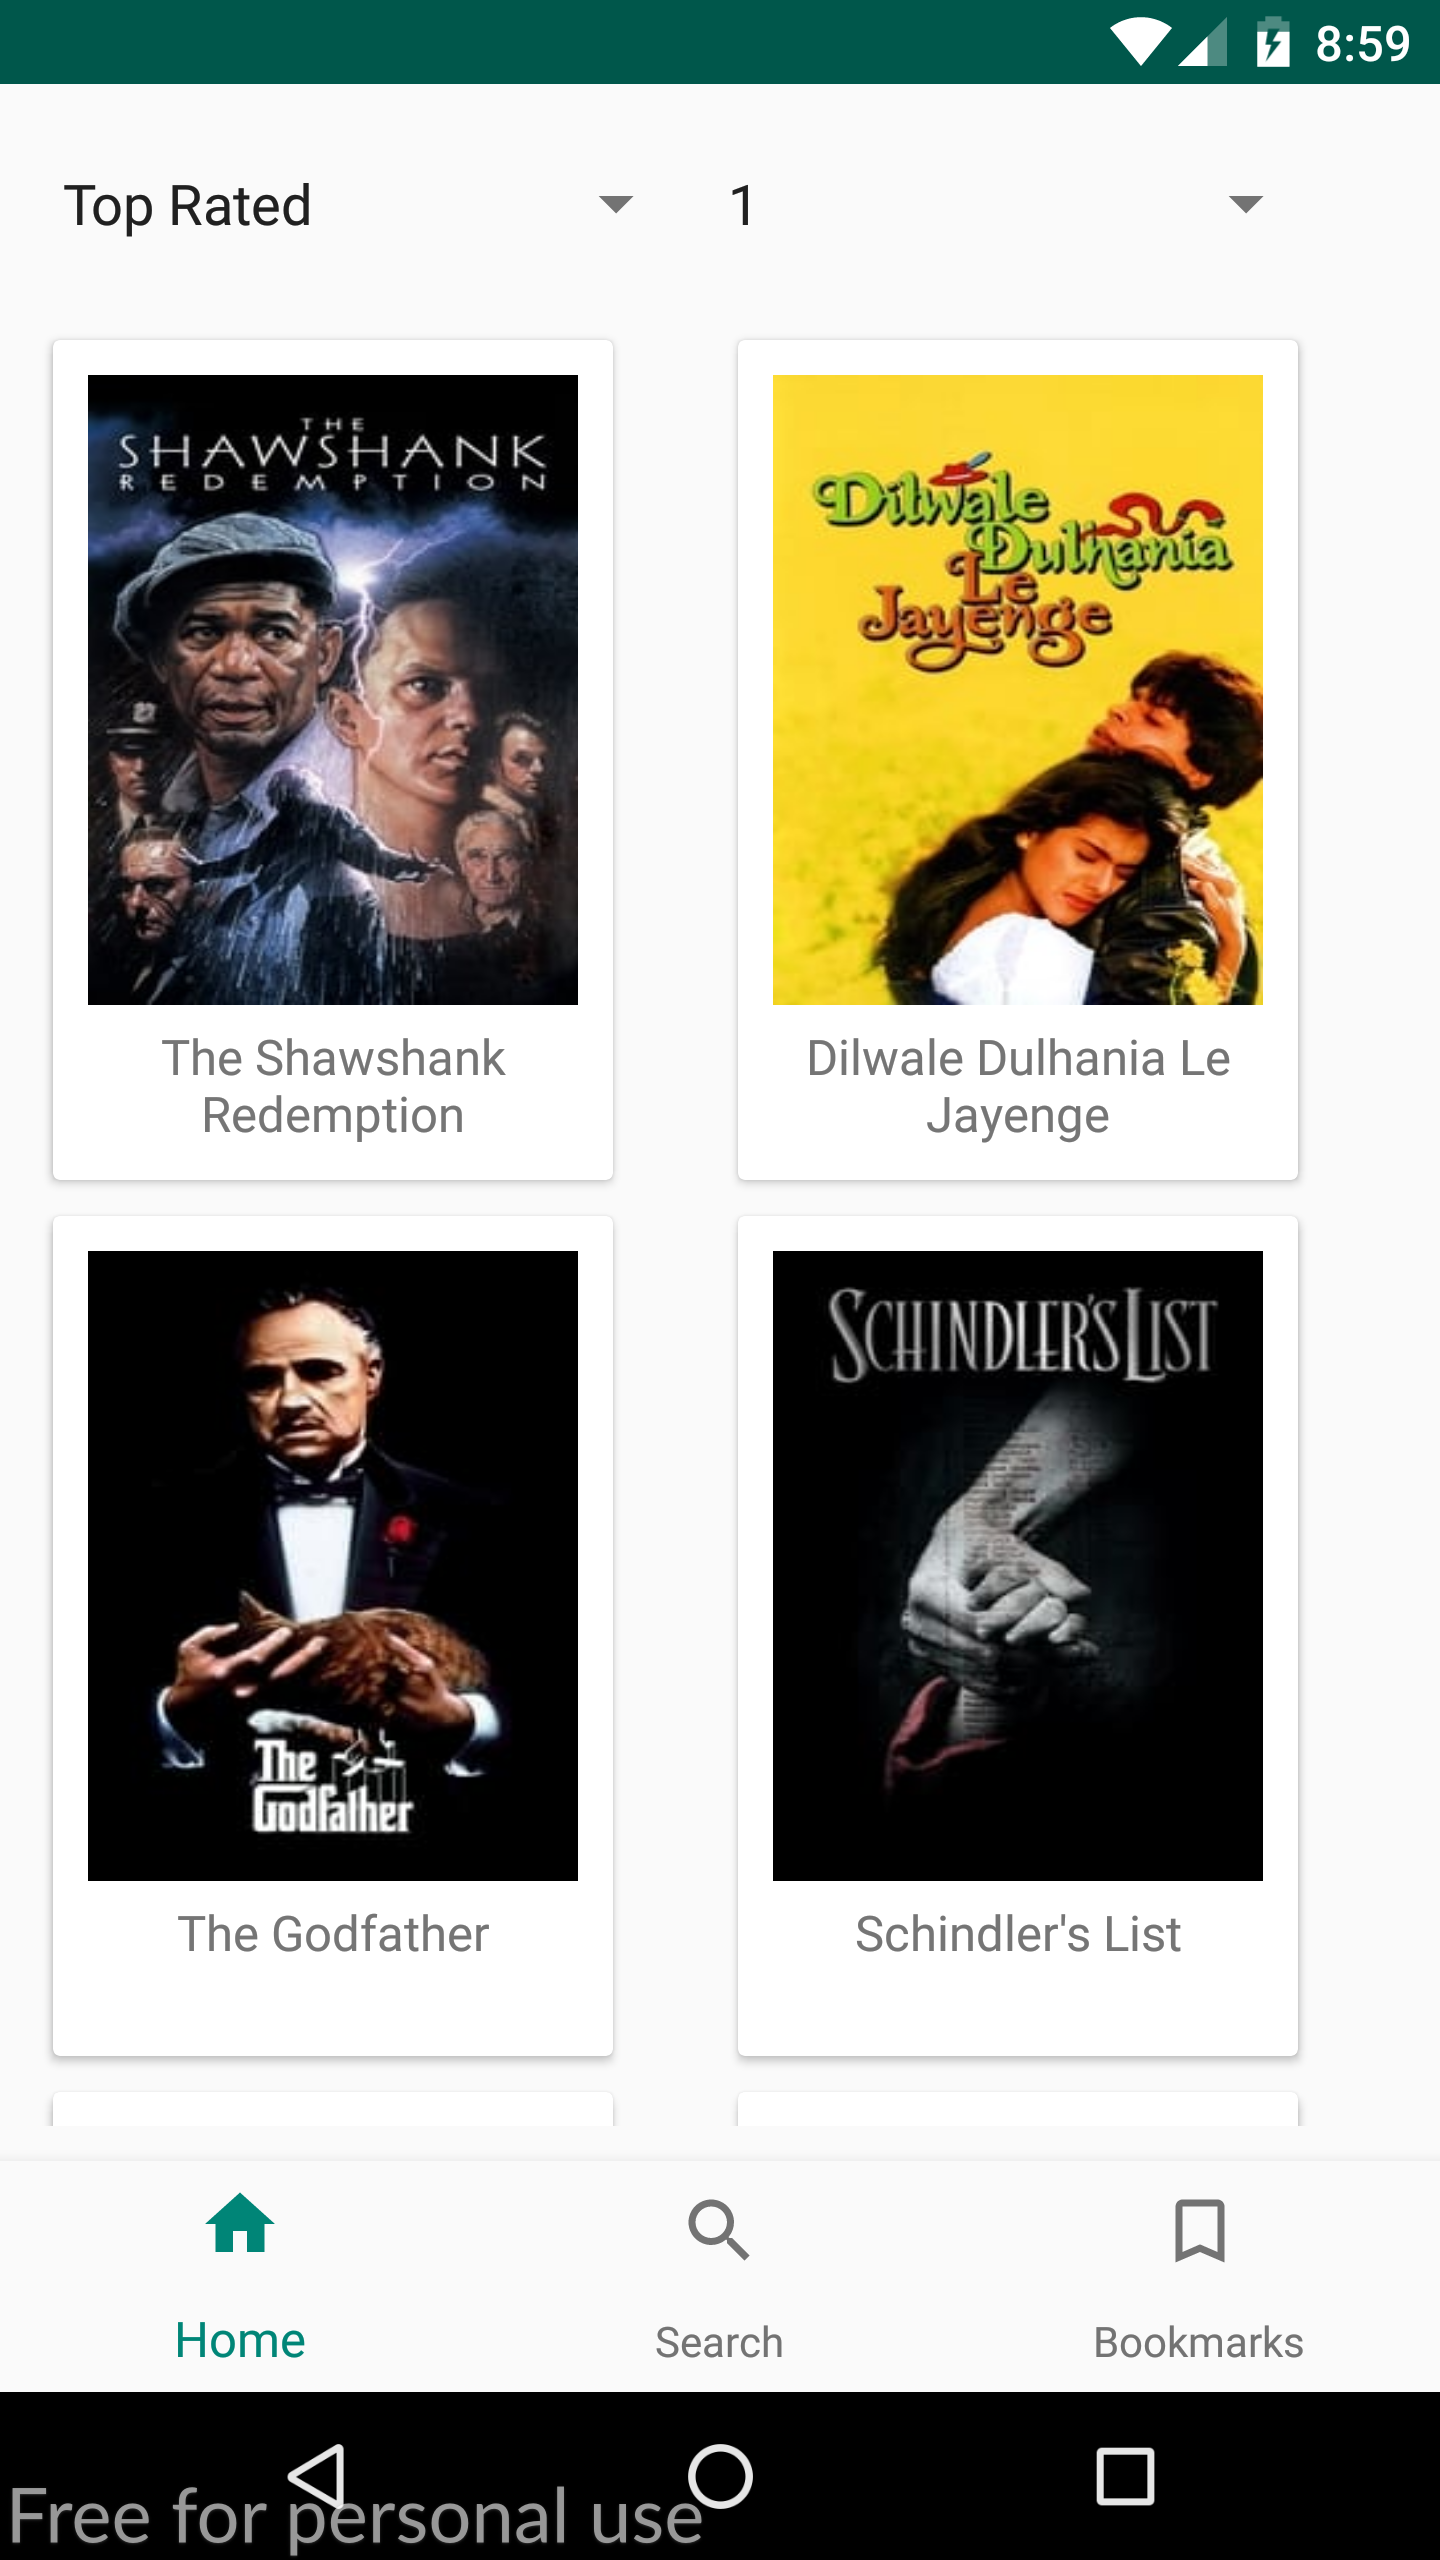 8:59
Top Rated
1
THE
SHAWSHANK
REDEMPTION
Dilwale
Dulhania
Le
Jayenge
The Shawshank
Redemption
Dilwale Dulhania Le
Jayenge
The
Godfather
SCHINDLER'S LIST
The Godfather
Schindler's List
Home
Search
Bookmarks
Free for personal use